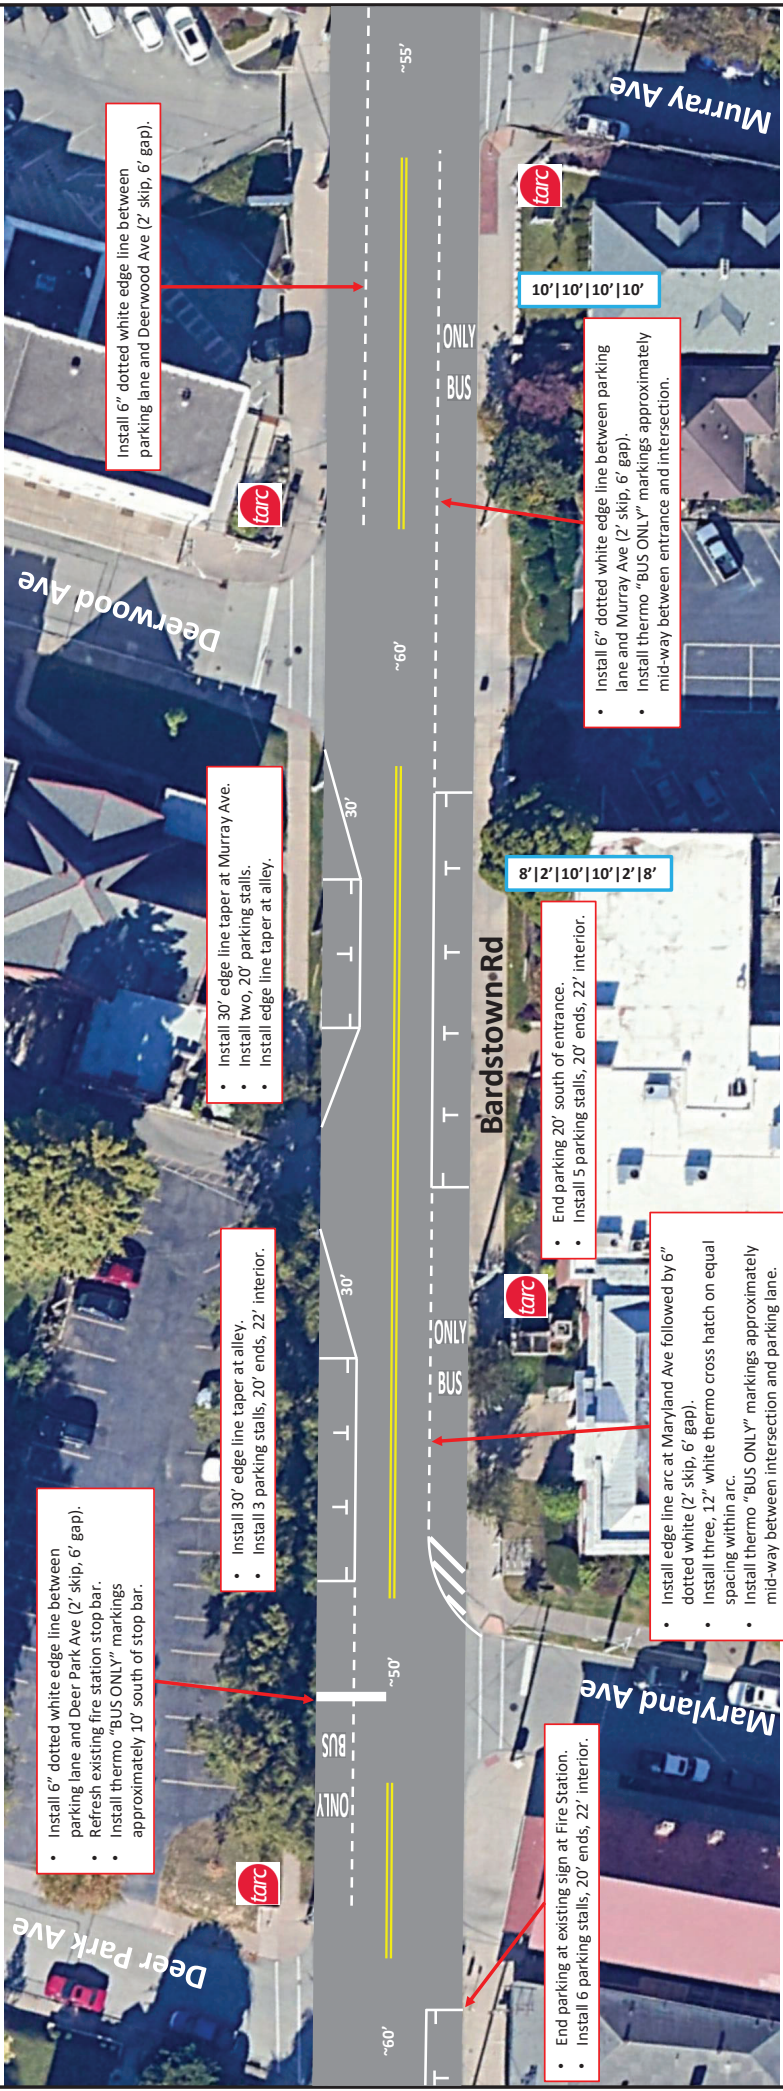 • Install 6” dotted white edge line between
parking lane and Deer Park Ave (2’ skip, 6’ gap).
• Refresh existing fire station stop bar.
• Install thermo “BUS ONLY” markings
approximately 10’ south of stop bar.
• Install 30’ edge line taper at alley.
• Install 3 parking stalls, 20’ ends, 22’ interior.
• Install 30’ edge line taper at Murray Ave.
• Install two, 20’ parking stalls.
• Install edge line taper at alley.
Install 6” dotted white edge line between
parking lane and Deerwood Ave (2’ skip, 6’ gap).
Deer Park Ave
Deerwood Ave
tarc
tarc
~60’
ONLY
BUS
~50’
30’
30’
~60’
~55’
BUS
ONLY
BUS
ONLY
Bardstown Rd
tarc
tarc
Maryland Ave
Murray Ave
8’|2’|10’|10’|2’|8’
10’|10’|10’|10’
• End parking at existing sign at Fire Station.
• Install 6 parking stalls, 20’ ends, 22’ interior.
• End parking 20’ south of entrance.
• Install 5 parking stalls, 20’ ends, 22’ interior.
• Install edge line arc at Maryland Ave followed by 6”
dotted white (2’ skip, 6’ gap).
• Install three, 12” white thermo cross hatch on equal
spacing within arc.
• Install thermo “BUS ONLY” markings approximately
mid-way between intersection and parking lane.
• Install 6” dotted white edge line between parking
lane and Murray Ave (2’ skip, 6’ gap).
• Install thermo “BUS ONLY” markings approximately
mid-way between entrance and intersection.